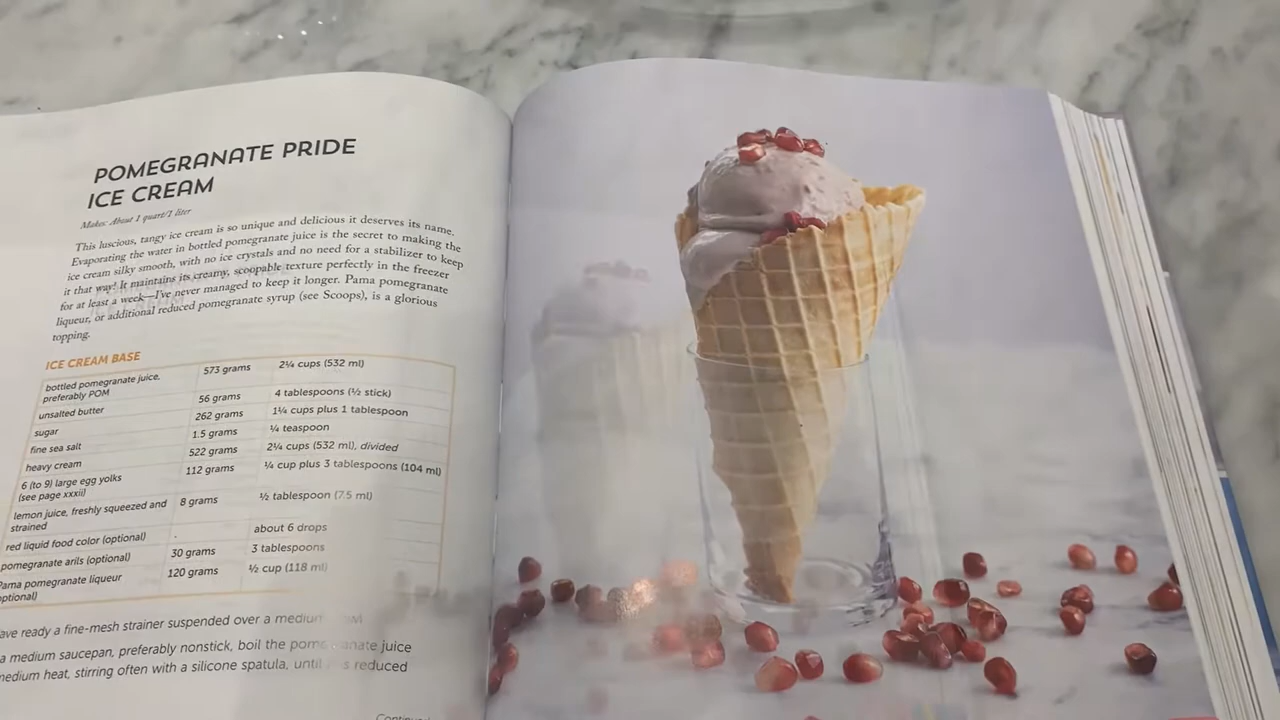 POMEGRANATE PRIDE
ICE CREAM
Makes: About 1 quart/1 liter
This luscious, tangy ice cream is so unique and delicious it deserves its name.
Evaporating the water in bottled pomegranate juice is the secret to making the
ice cream silky smooth, with no ice crystals and no need for a stabilizer to keep
it that way! It maintains its creamy, scoopable texture perfectly in the freezer
for at least a week—I've never managed to keep it longer. Pama pomegranate
liqueur, or additional reduced pomegranate syrup (see Scoops), is a glorious
topping.
ICE CREAM BASE
bottled pomegranate juice, preferably POM 573 grams 2¼ cups (532 ml)
unsalted butter 56 grams 4 tablespoons (½ stick)
sugar 262 grams 1¼ cups plus 1 tablespoon
fine sea salt 1.5 grams ¼ teaspoon
heavy cream 522 grams 2¼ cups (532 ml), divided
6 (to 9) large egg yolks (see page xxxii) 112 grams ¼ cup plus 3 tablespoons (104 ml)
lemon juice, freshly squeezed and strained 8 grams ½ tablespoon (7.5 ml)
red liquid food color (optional) . about 6 drops
pomegranate arils (optional) 30 grams 3 tablespoons
Pama pomegranate liqueur optional) 120 grams ½ cup (118 ml)
ave ready a fine-mesh strainer suspended over a medium
a medium saucepan, preferably nonstick, boil the pomegranate juice
medium heat, stirring often with a silicone spatula, until reduced